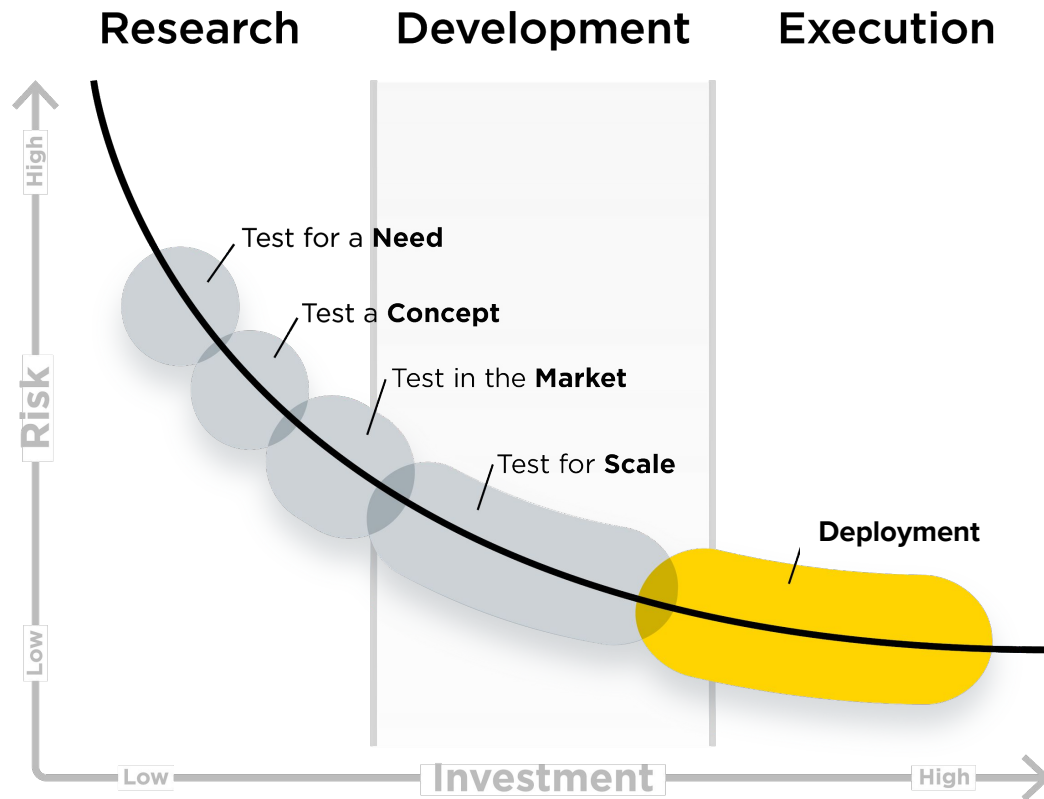 Research
Development
Execution
High
Test for a Need
Test a Concept
Test in the Market
Risk
Test for Scale
Deployment
Low
Low
Investment
High